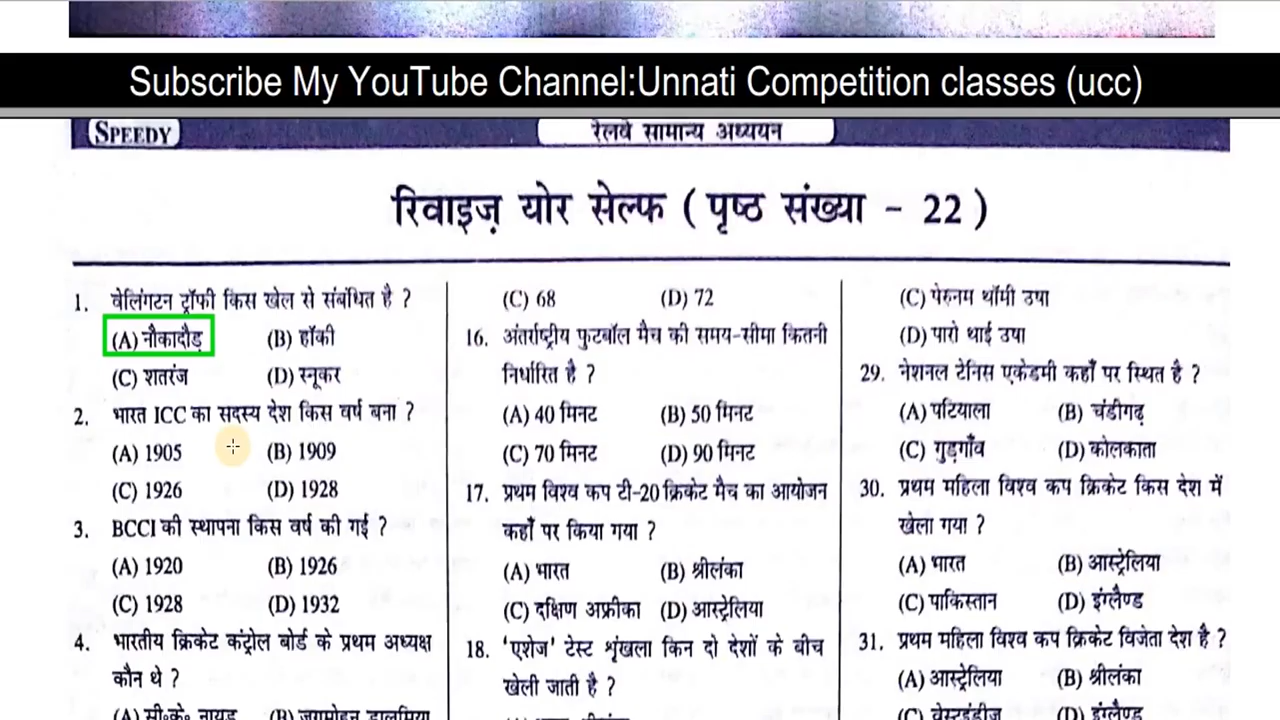 Subscribe My YouTube Channel:Unnati Competition classes (ucc)
SPEEDY
रेलवे सामान्य अध्ययन
रिवाइज़ योर सेल्फ ( पृष्ठ संख्या - 22 )
1. वेलिंगटन ट्रॉफी किस खेल से संबंधित है ?
(A) नौकादौड़ (B) हॉकी
(C) शतरंज (D) स्नूकर
2. भारत ICC का सदस्य देश किस वर्ष बना ?
(A) 1905 (B) 1909
(C) 1926 (D) 1928
3. BCCI की स्थापना किस वर्ष की गई ?
(A) 1920 (B) 1926
(C) 1928 (D) 1932
4. भारतीय क्रिकेट कंट्रोल बोर्ड के प्रथम अध्यक्ष
कौन थे ?
(A) सी॰के॰ नायडू (B) जगमोहन डालमिया
(C) 68 (D) 72
16. अंतर्राष्ट्रीय फुटबॉल मैच की समय-सीमा कितनी
निर्धारित है ?
(A) 40 मिनट (B) 50 मिनट
(C) 70 मिनट (D) 90 मिनट
17. प्रथम विश्व कप टी-20 क्रिकेट मैच का आयोजन
कहाँ पर किया गया ?
(A) भारत (B) श्रीलंका
(C) दक्षिण अफ्रीका (D) आस्ट्रेलिया
18. 'एशेज' टेस्ट शृंखला किन दो देशों के बीच
खेली जाती है ?
(C) पेरुनम थॉमी उषा
(D) पारो थाई उषा
29. नेशनल टेनिस एकेडमी कहाँ पर स्थित है ?
(A) पटियाला (B) चंडीगढ़
(C) गुड़गाँव (D) कोलकाता
30. प्रथम महिला विश्व कप क्रिकेट किस देश में
खेला गया ?
(A) भारत (B) आस्ट्रेलिया
(C) पाकिस्तान (D) इंग्लैण्ड
31. प्रथम महिला विश्व कप क्रिकेट विजेता देश है ?
(A) आस्ट्रेलिया (B) श्रीलंका
(C) वेस्टइंडीज (D) इंग्लैण्ड